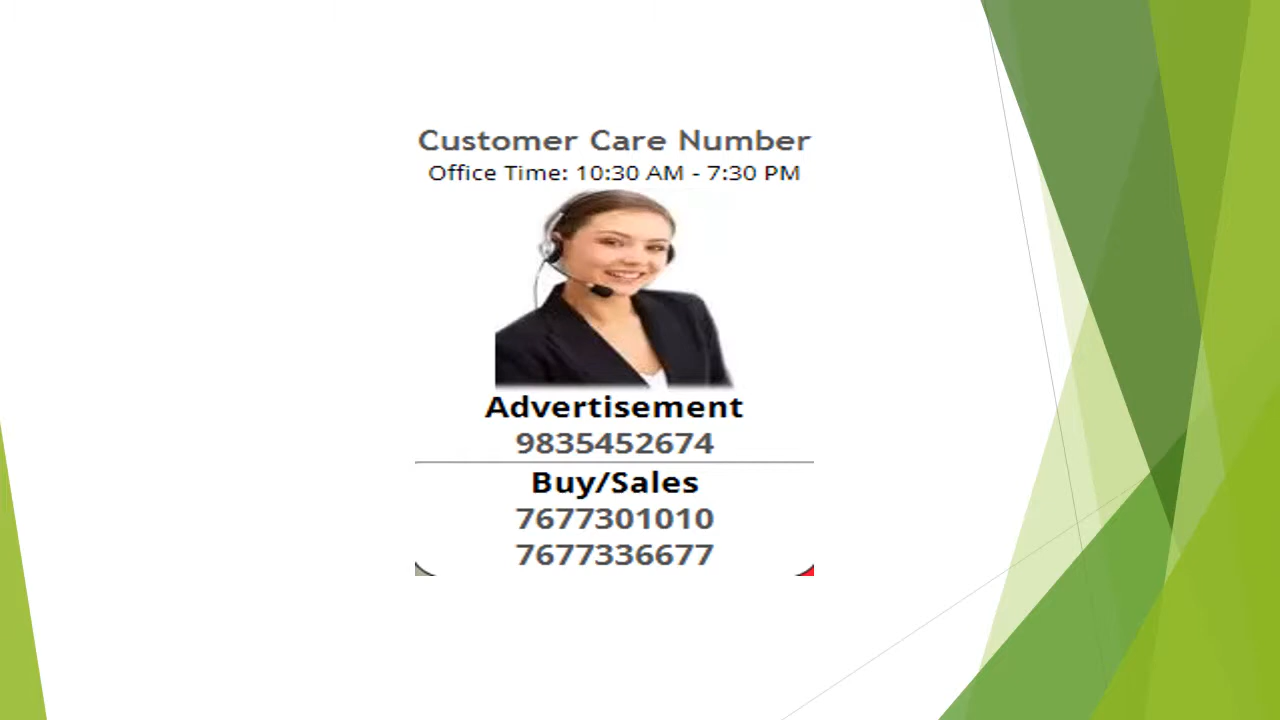 Customer Care Number
Office Time: 10:30 AM - 7:30 PM
Advertisement
9835452674
Buy/Sales
7677301010
7677336677